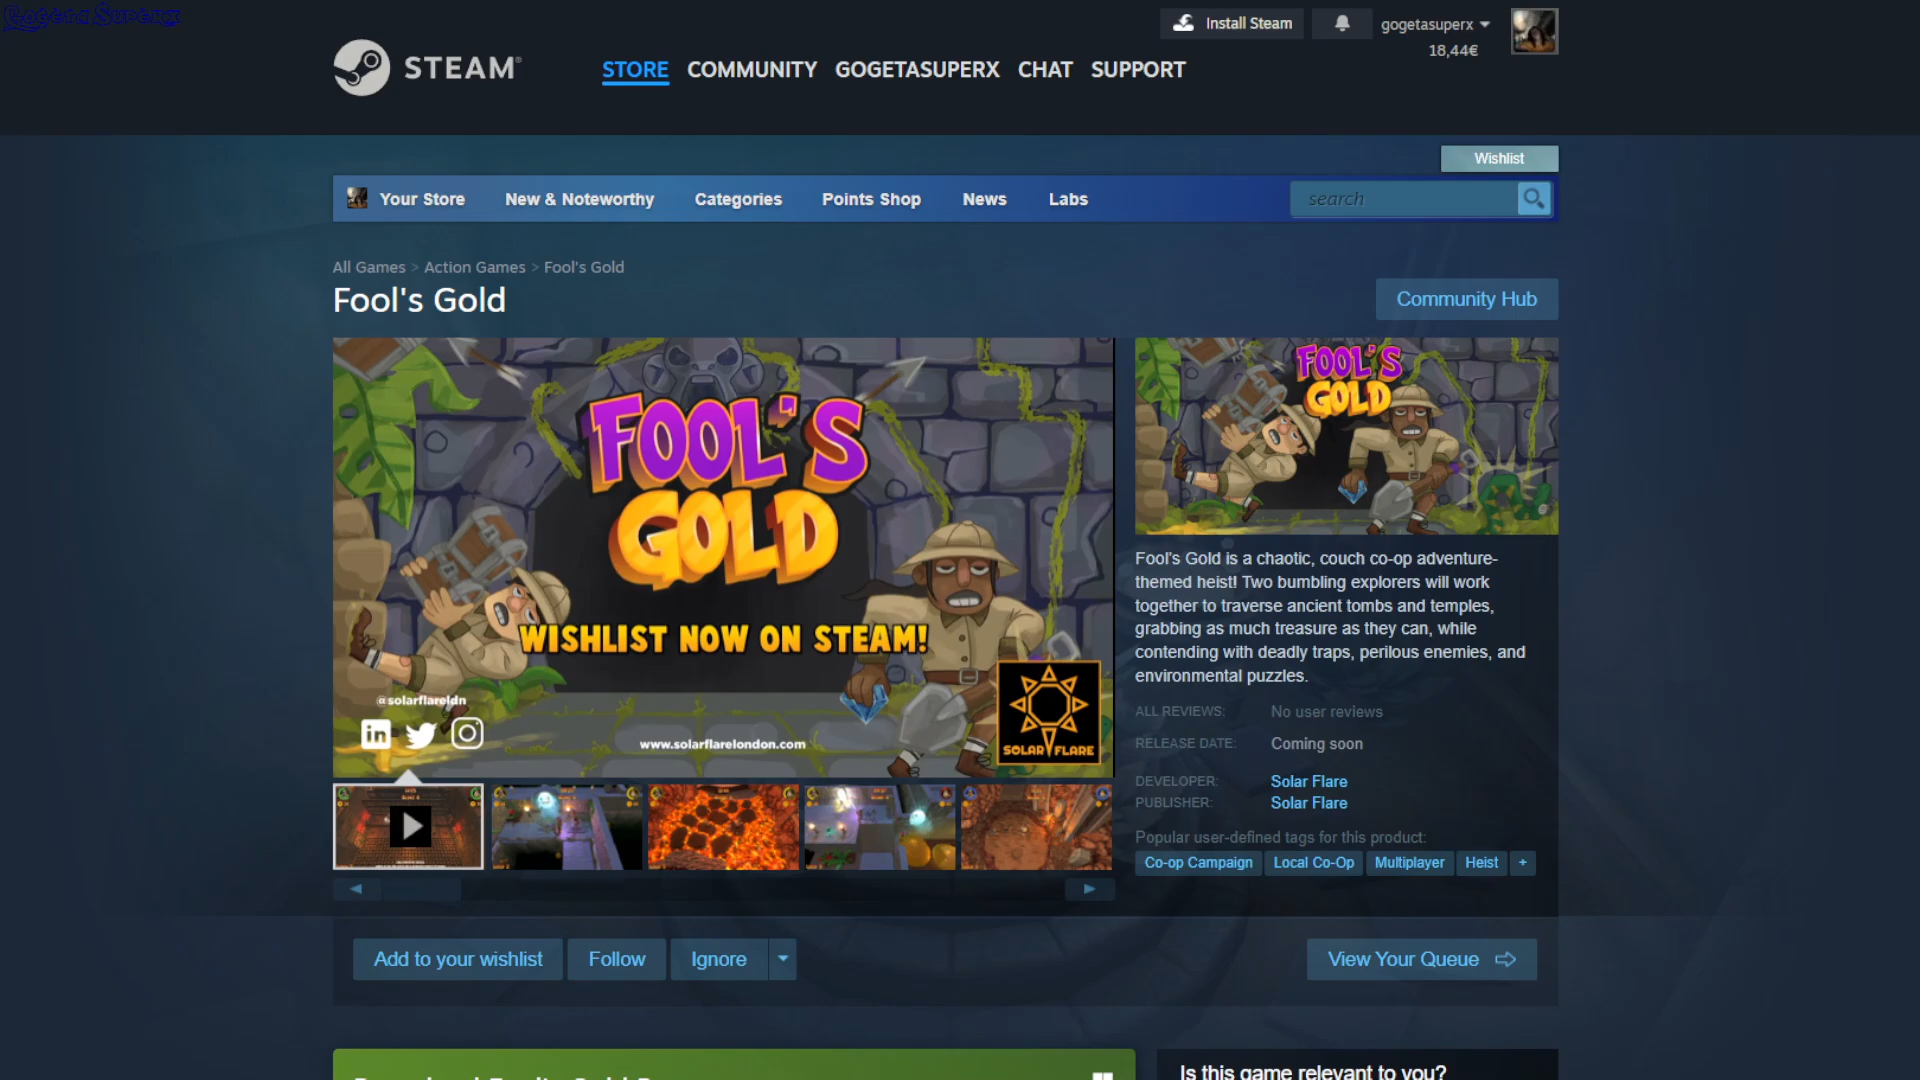 Gogeta Superx
Install Steam
gogetasuperx
18,44€
STEAM®
STORE COMMUNITY GOGETASUPERX CHAT SUPPORT
Wishlist
Your Store New & Noteworthy Categories Points Shop News Labs
search
All Games > Action Games > Fool's Gold
Fool's Gold
Community Hub
FOOL'S
GOLD
WISHLIST NOW ON STEAM!
@solarflareldn
in
www.solarflarelondon.com
SOLAR FLARE
FOOL'S
GOLD
Fool's Gold is a chaotic, couch co-op adventure-
themed heist! Two bumbling explorers will work
together to traverse ancient tombs and temples,
grabbing as much treasure as they can, while
contending with deadly traps, perilous enemies, and
environmental puzzles.
ALL REVIEWS: No user reviews
RELEASE DATE: Coming soon
DEVELOPER: Solar Flare
PUBLISHER: Solar Flare
Popular user-defined tags for this product:
Co-op Campaign Local Co-Op Multiplayer Heist +
Add to your wishlist Follow Ignore
View Your Queue
Is this game relevant to you?